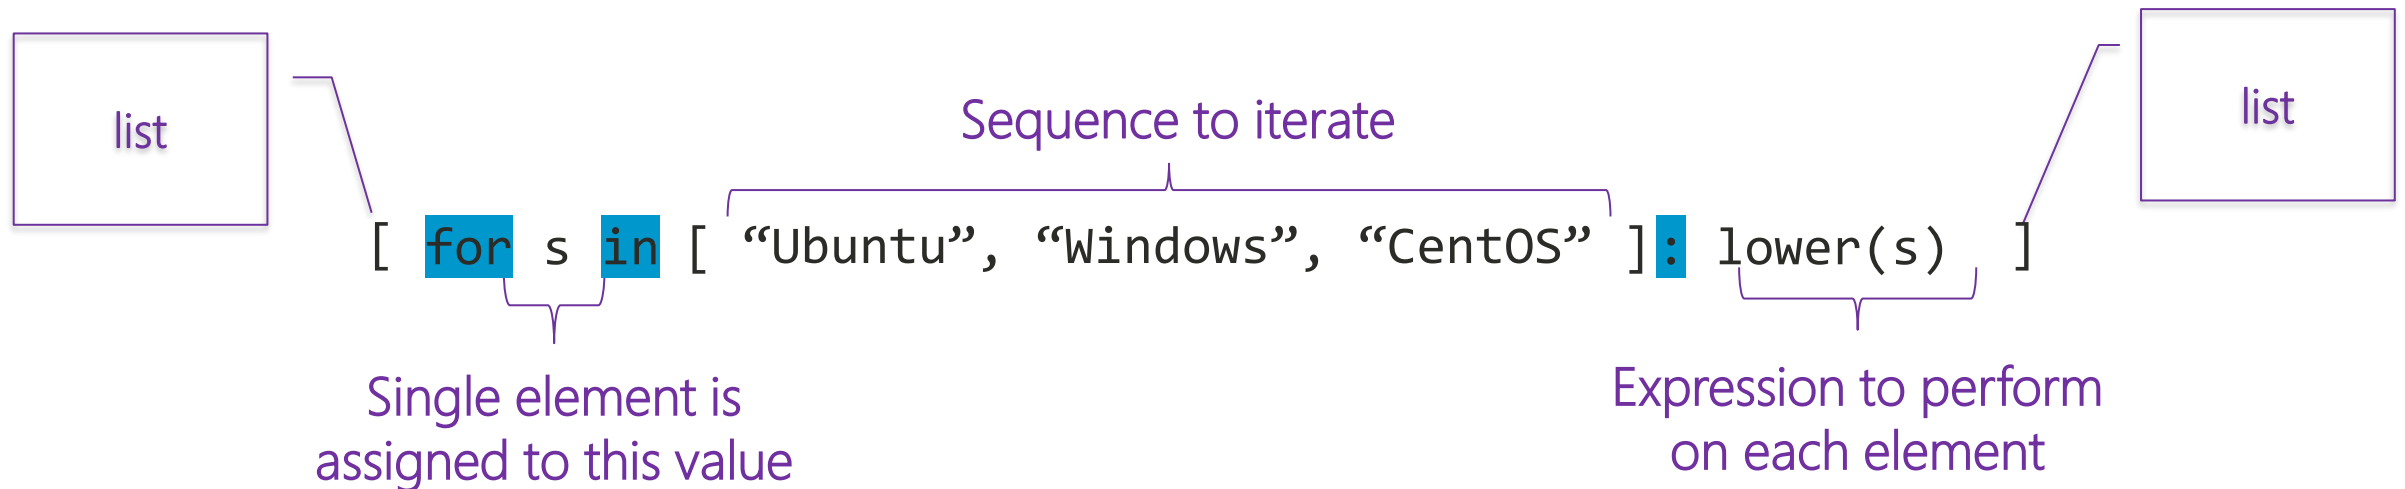 list
list
Sequence to iterate
[ for s in [ “Ubuntu”, “Windows”, “CentOS” ]: lower(s) ]
Single element is
assigned to this value
Expression to perform
on each element